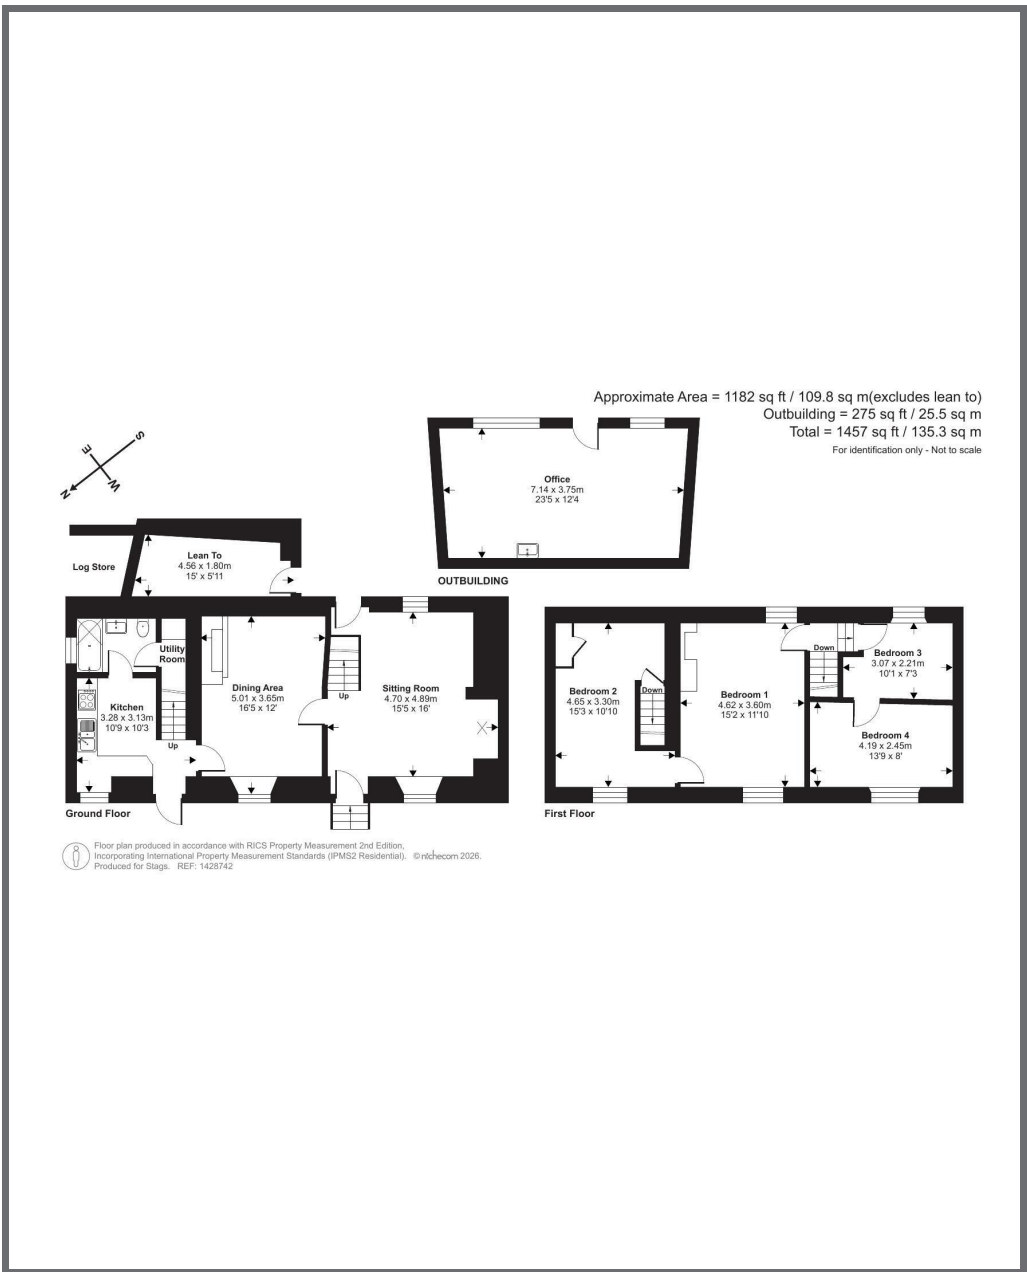 Approximate Area = 1182 sq ft / 109.8 sq m(excludes lean to)
Outbuilding = 275 sq ft / 25.5 sq m
Total = 1457 sq ft / 135.3 sq m
For identification only - Not to scale
S
E
W
N
Office
7.14 x 3.75m
23'5 x 12'4
OUTBUILDING
Log Store
Lean To
4.56 x 1.80m
15' x 5'11
Utility
Room
Kitchen
3.28 x 3.13m
10'9 x 10'3
Up
Dining Area
5.01 x 3.65m
16'5 x 12'
Up
Sitting Room
4.70 x 4.89m
15'5 x 16'
Ground Floor
Bedroom 2
4.65 x 3.30m
15'3 x 10'10
Down
Bedroom 1
4.62 x 3.60m
15'2 x 11'10
Down
Bedroom 3
3.07 x 2.21m
10'1 x 7'3
Bedroom 4
4.19 x 2.45m
13'9 x 8'
First Floor
Floor plan produced in accordance with RICS Property Measurement 2nd Edition,
Incorporating International Property Measurement Standards (IPMS2 Residential). © nichecom 2026.
Produced for Stags. REF: 1428742